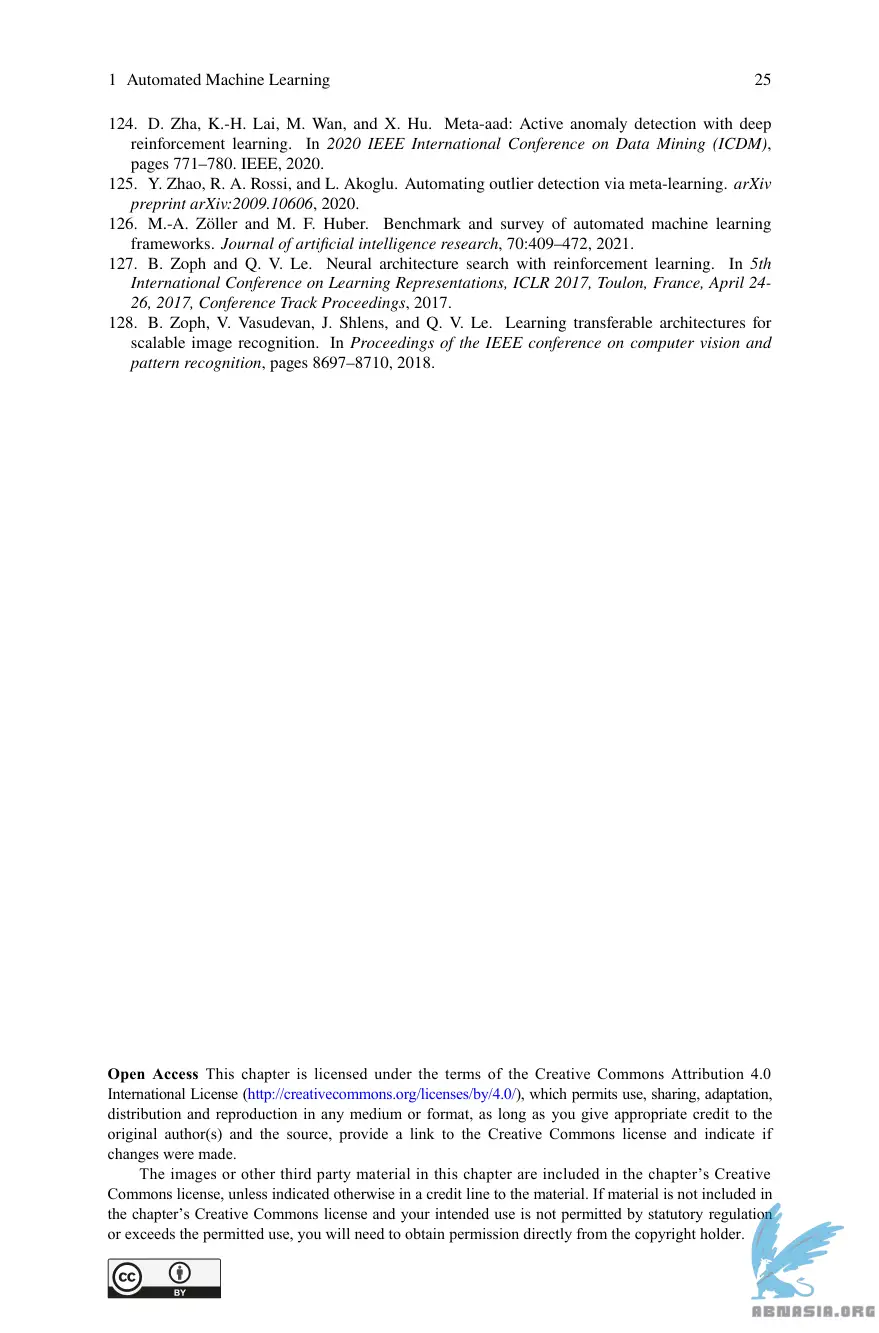 1 Automated Machine Learning 25
124. D. Zha, K.-H. Lai, M. Wan, and X. Hu. Meta-aad: Active anomaly detection with deep
reinforcement learning. In 2020 IEEE International Conference on Data Mining (ICDM),
pages 771–780. IEEE, 2020.
125. Y. Zhao, R. A. Rossi, and L. Akoglu. Automating outlier detection via meta-learning. arXiv
preprint arXiv:2009.10606, 2020.
126. M.-A. Zöller and M. F. Huber. Benchmark and survey of automated machine learning
frameworks. Journal of artificial intelligence research, 70:409–472, 2021.
127. B. Zoph and Q. V. Le. Neural architecture search with reinforcement learning. In 5th
International Conference on Learning Representations, ICLR 2017, Toulon, France, April 24-
26, 2017, Conference Track Proceedings, 2017.
128. B. Zoph, V. Vasudevan, J. Shlens, and Q. V. Le. Learning transferable architectures for
scalable image recognition. In Proceedings of the IEEE conference on computer vision and
pattern recognition, pages 8697–8710, 2018.
Open Access This chapter is licensed under the terms of the Creative Commons Attribution 4.0
International License (http://creativecommons.org/licenses/by/4.0/), which permits use, sharing, adaptation,
distribution and reproduction in any medium or format, as long as you give appropriate credit to the
original author(s) and the source, provide a link to the Creative Commons license and indicate if
changes were made.
The images or other third party material in this chapter are included in the chapter's Creative
Commons license, unless indicated otherwise in a credit line to the material. If material is not included in
the chapter's Creative Commons license and your intended use is not permitted by statutory regulation
or exceeds the permitted use, you will need to obtain permission directly from the copyright holder.
cc
BY
ABNASIA.ORG